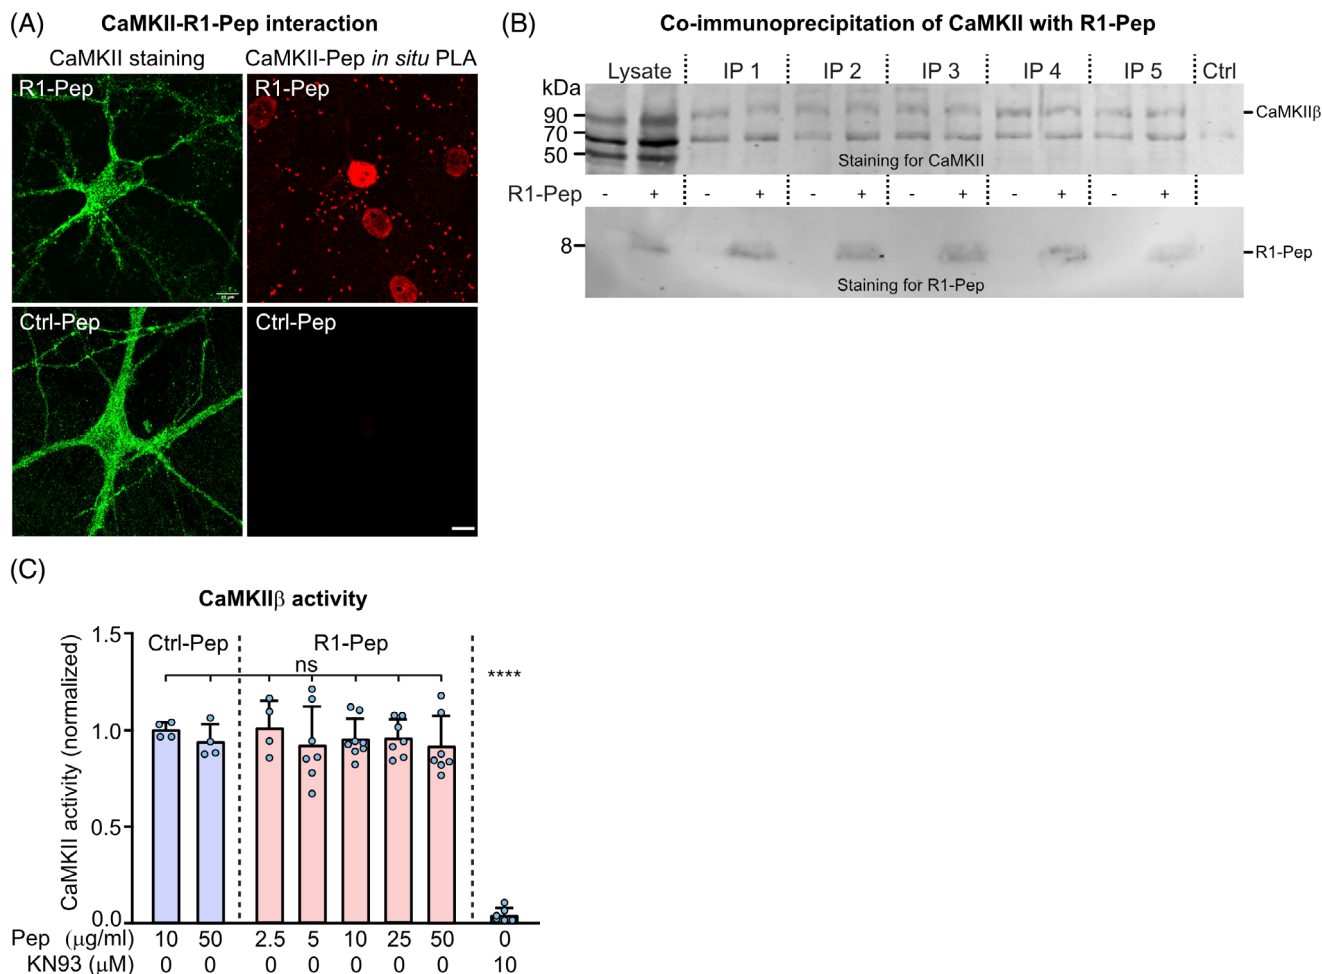 (A) CaMKII-R1-Pep interaction
CaMKII staining CaMKII-Pep in situ PLA
R1-Pep R1-Pep
Ctrl-Pep Ctrl-Pep
(B) Co-immunoprecipitation of CaMKII with R1-Pep
Lysate IP 1 IP 2 IP 3 IP 4 IP 5 Ctrl
kDa
90 CaMKIIβ
70
50
Staining for CaMKII
R1-Pep - + - + - + - + - + - +
8 R1-Pep
Staining for R1-Pep
(C)
CaMKIIβ activity
CaMKII activity (normalized)
1.5
1.0
0.5
0.0
Ctrl-Pep R1-Pep
ns ****
Pep (μg/ml) 10 50 2.5 5 10 25 50 0
KN93 (μM) 0 0 0 0 0 0 0 10